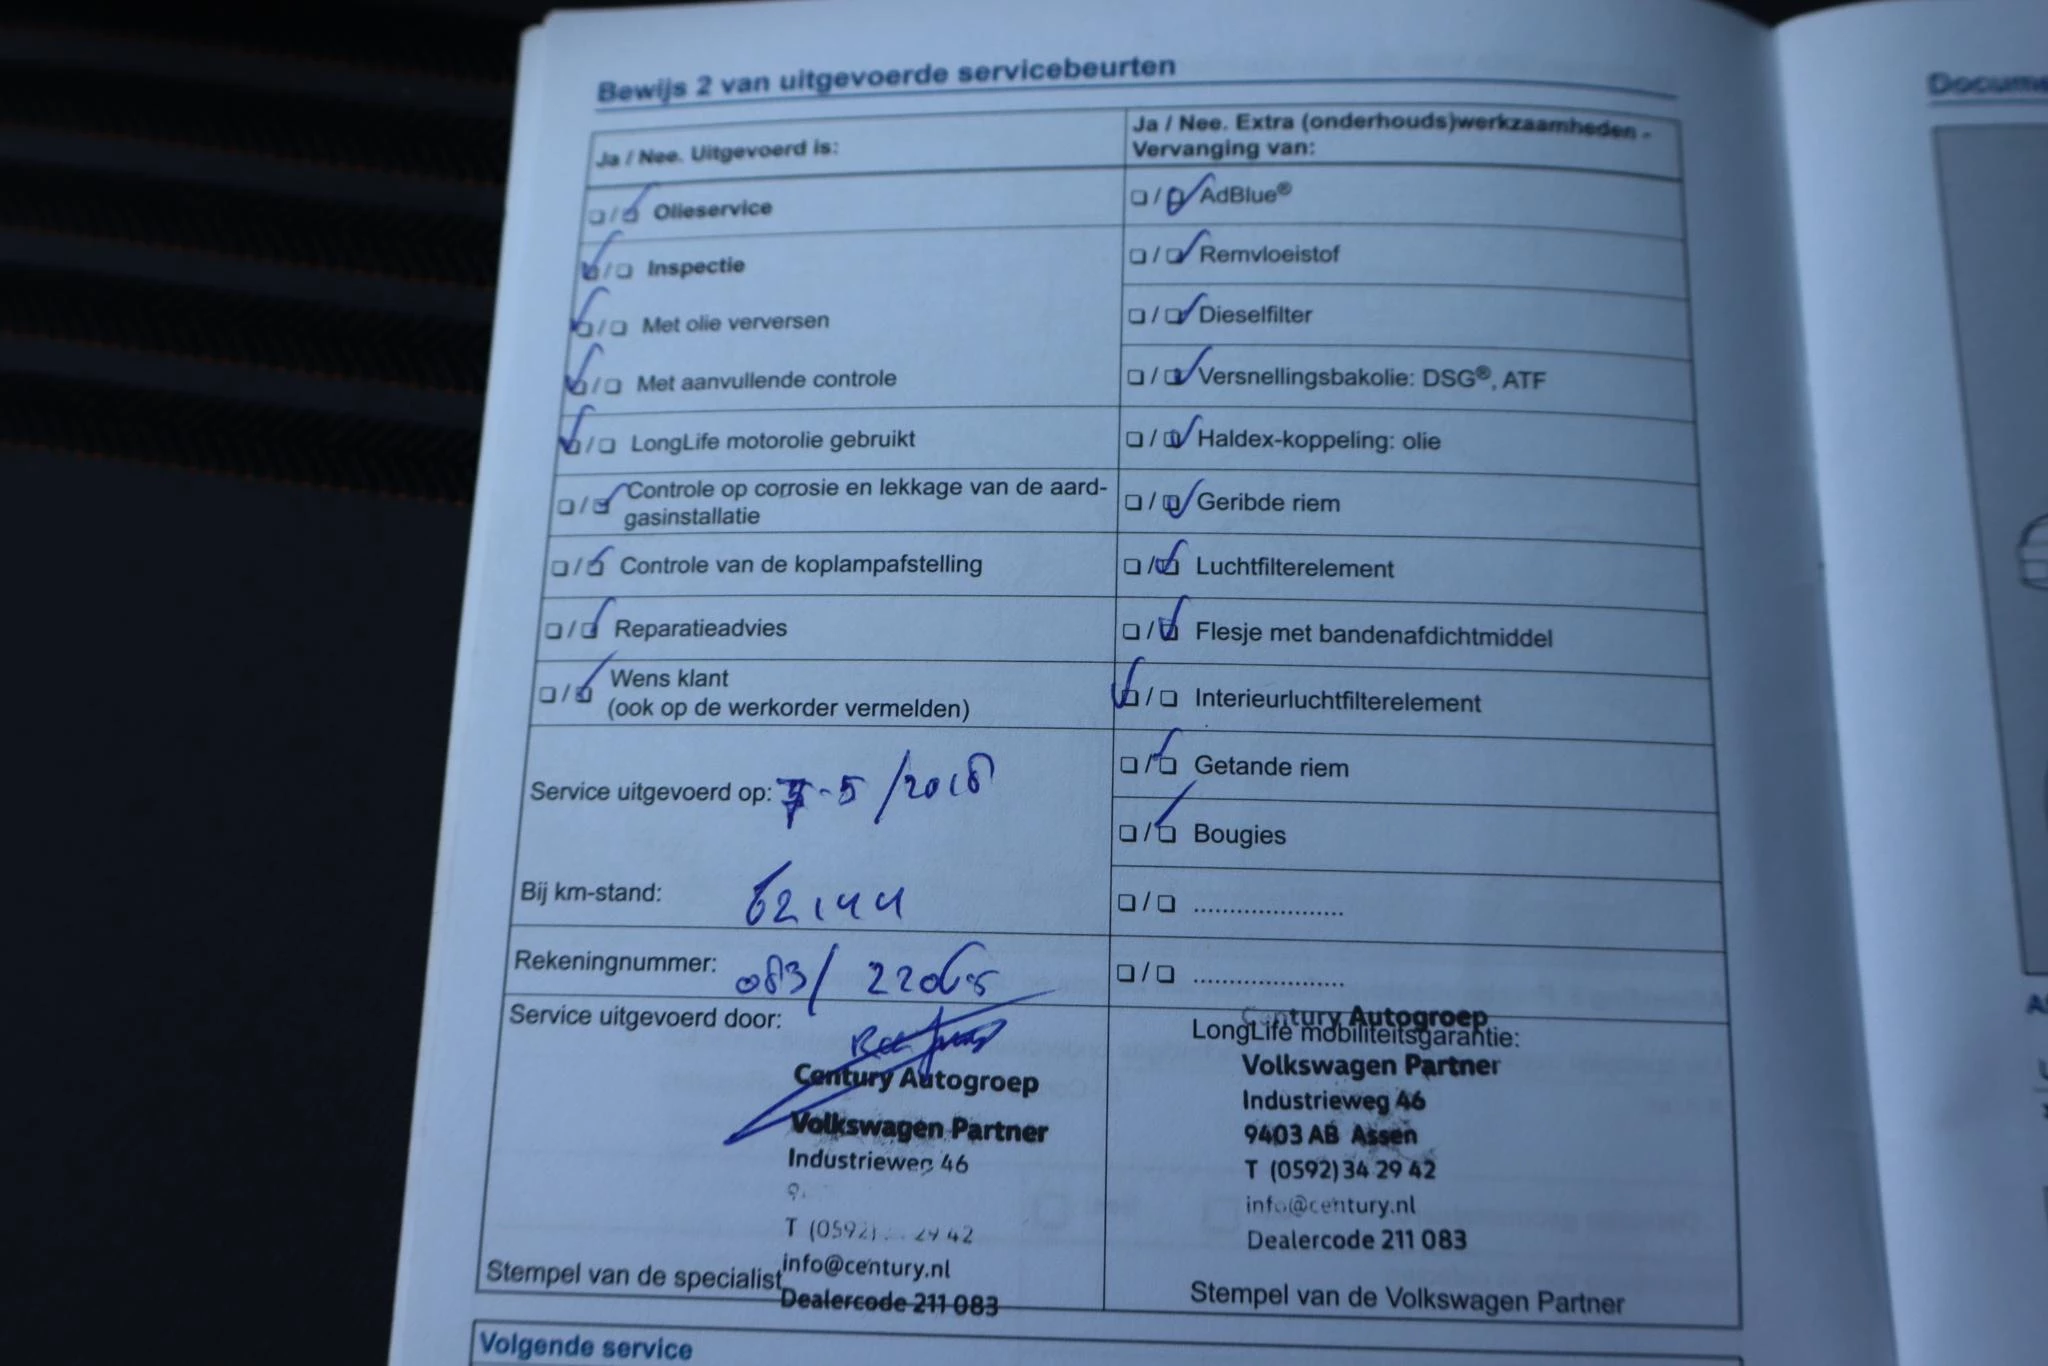 Bewijs 2 van uitgevoerde servicebeurten
Ja / Nee. Uitgevoerd is:
Olieservice
Inspectie
Met olie verversen
Met aanvullende controle
LongLife motorolie gebruikt
Controle op corrosie en lekkage van de aard-
gasinstallatie
Controle van de koplampafstelling
Reparatieadvies
Wens klant
(ook op de werkorder vermelden)
Service uitgevoerd op:
Bij km-stand: 62144
Rekeningnummer: 083/
Service uitgevoerd door:
Century Autogroep
Volkswagen Partner
Industrieweg 46
T (0592) 29 42
info@century.nl
Stempel van de specialist
Dealercode 211 083
Ja / Nee. Extra (onderhouds)werkzaamheden -
Vervanging van:
AdBlue®
Remvloeistof
Dieselfilter
Versnellingsbakolie: DSG®, ATF
Haldex-koppeling: olie
Geribde riem
Luchtfilterelement
Flesje met bandenafdichtmiddel
Interieurluchtfilterelement
Getande riem
Bougies
Century Autogroep
LongLife mobiliteitsgarantie:
Volkswagen Partner
Industrieweg 46
9403 AB Assen
T (0592) 34 29 42
info@century.nl
Dealercode 211 083
Stempel van de Volkswagen Partner
Volgende service